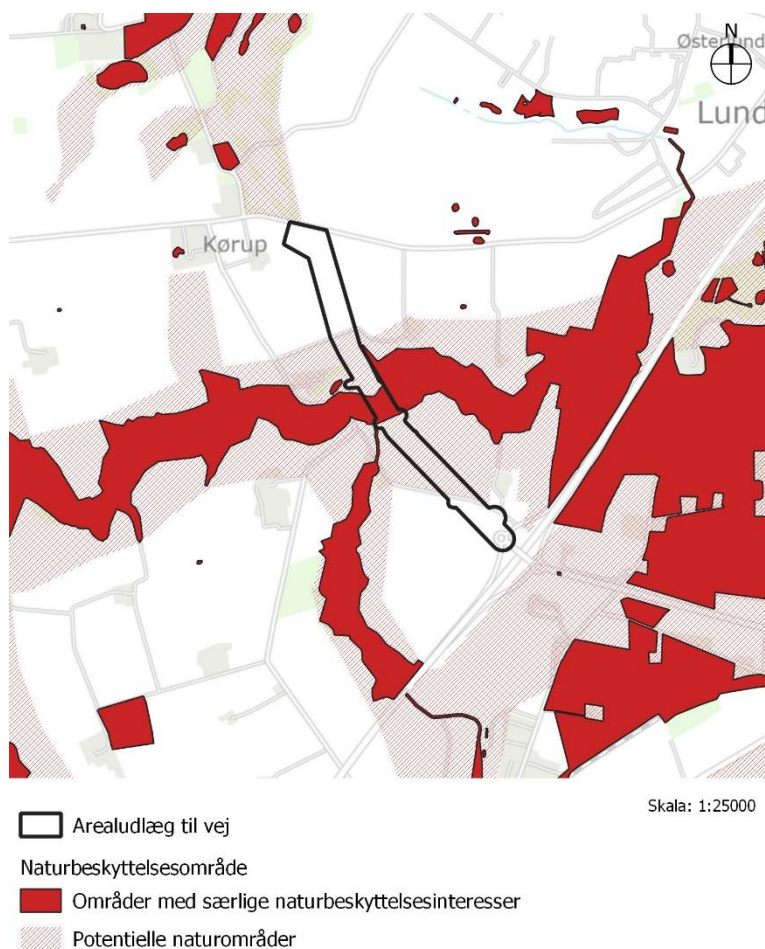 N
Østerlund
Lund
Kørup
Skala: 1:25000
Arealudlæg til vej
Naturbeskyttelsesområde
Områder med særlige naturbeskyttelsesinteresser
Potentielle naturområder